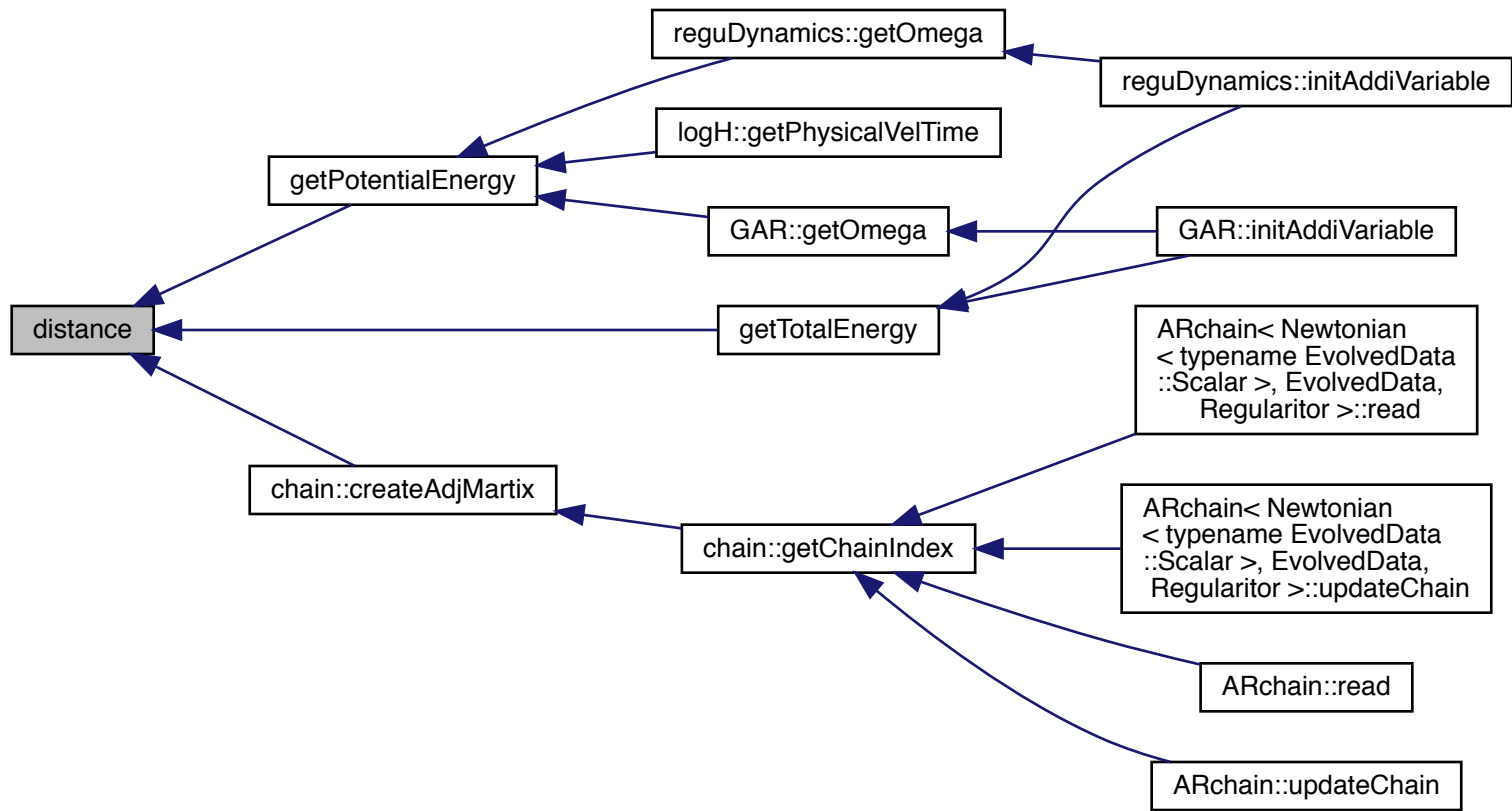 reguDynamics::getOmega
reguDynamics::initAddiVariable
logH::getPhysicalVelTime
getPotentialEnergy
GAR::getOmega
GAR::initAddiVariable
distance
getTotalEnergy
ARchain< Newtonian
< typename EvolvedData
::Scalar >, EvolvedData,
Regularitor >::read
chain::createAdjMartix
chain::getChainIndex
ARchain< Newtonian
< typename EvolvedData
::Scalar >, EvolvedData,
Regularitor >::updateChain
ARchain::read
ARchain::updateChain